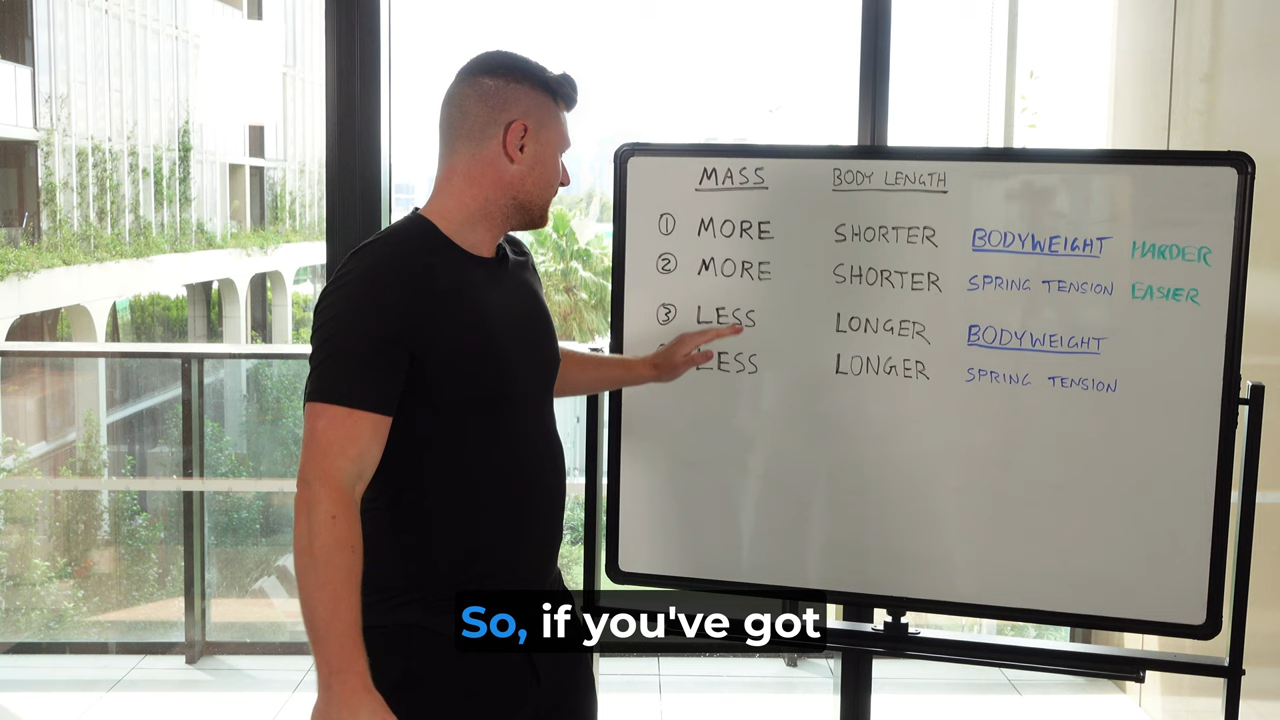 MASS BODY LENGTH
① MORE SHORTER BODYWEIGHT HARDER
② MORE SHORTER SPRING TENSION EASIER
③ LESS LONGER BODYWEIGHT
LESS LONGER SPRING TENSION
So, if you've got